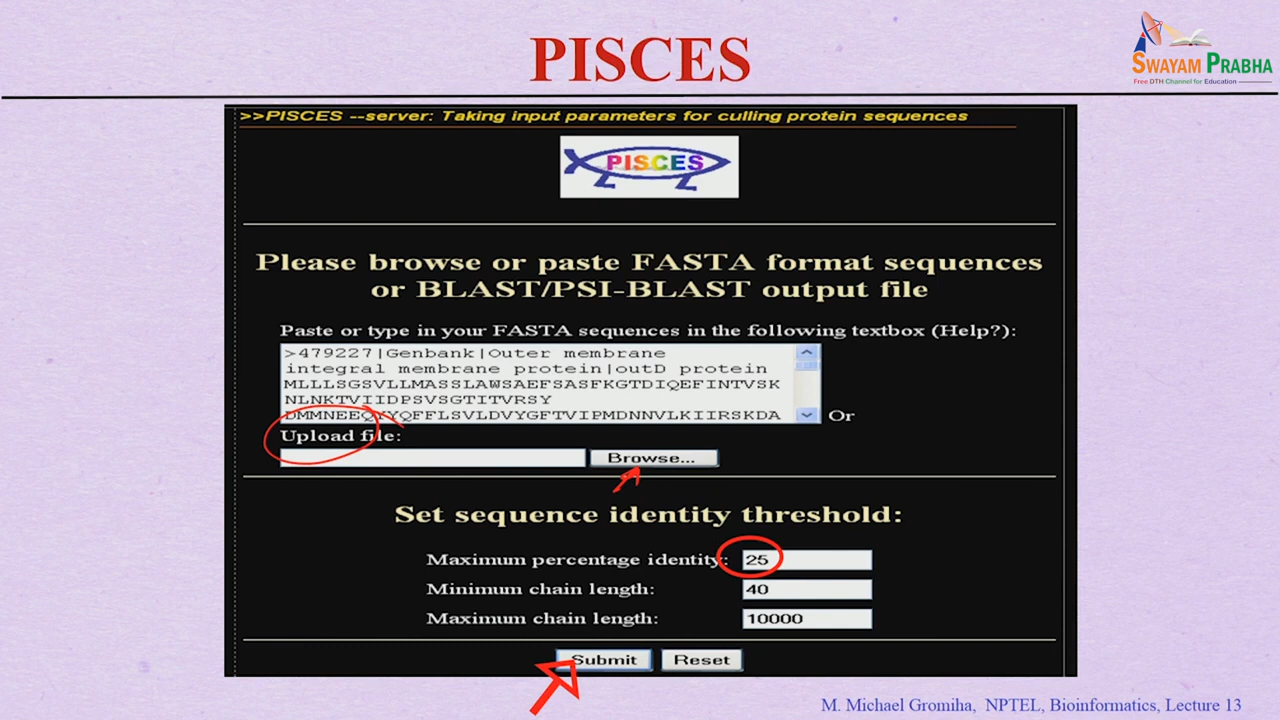 PISCES
SWAYAM PRABHA
Free DTH Channel for Education
>>PISCES --server: Taking input parameters for culling protein sequences
PISCES
Please browse or paste FASTA format sequences
or BLAST/PSI-BLAST output file
Paste or type in your FASTA sequences in the following textbox (Help?):
>479227|Genbank|Outer membrane
integral membrane protein|outD protein
MLLLSGSVLLMASSLAWSAEFSASFKGTDIQEFINTVSK
NLNKTVIIDPSVSGTITVRSY
DMMNEEQYYQFFLSVLDVYGFTVIPMDNNVLKIIRSKDA
Or
Upload file:
Browse...
Set sequence identity threshold:
Maximum percentage identity: 25
Minimum chain length: 40
Maximum chain length: 10000
Submit Reset
M. Michael Gromiha, NPTEL, Bioinformatics, Lecture 13